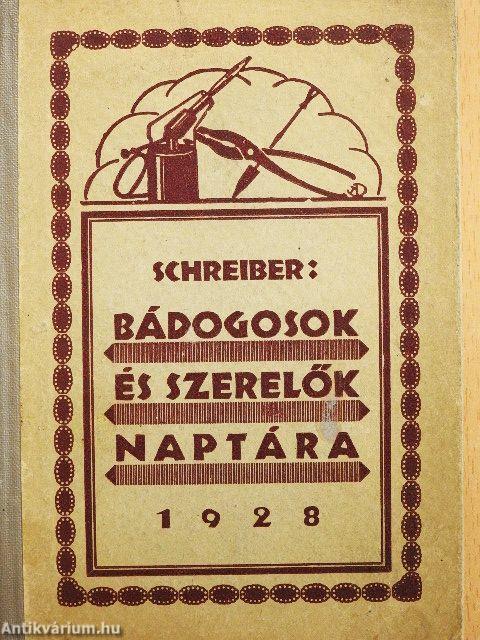 SCHREIBER:
BÁDOGOSOK
ÉS SZERELŐK
NAPTÁRA
1928
Antikvárium.hu